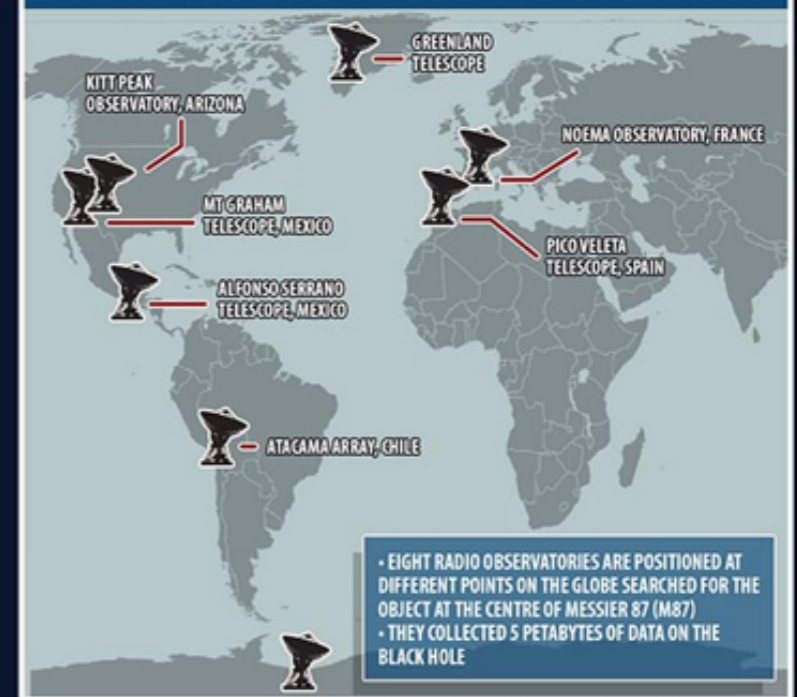 GREENLAND
TELESCOPE
KITT PEAK
OBSERVATORY, ARIZONA
NOEMA OBSERVATORY, FRANCE
MT GRAHAM
TELESCOPE, MEXICO
PICO VELETA
TELESCOPE, SPAIN
ALFONSO SERRANO
TELESCOPE, MEXICO
ATACAMA ARRAY, CHILE
• EIGHT RADIO OBSERVATORIES ARE POSITIONED AT
DIFFERENT POINTS ON THE GLOBE SEARCHED FOR THE
OBJECT AT THE CENTRE OF MESSIER 87 (M87)
• THEY COLLECTED 5 PETABYTES OF DATA ON THE
BLACK HOLE